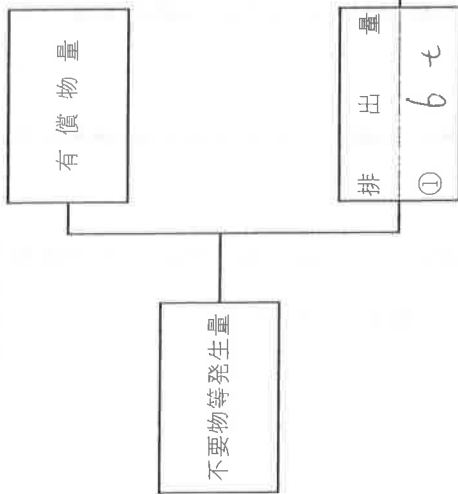 不要物等発生量
有償物量
排出量
① 6 t